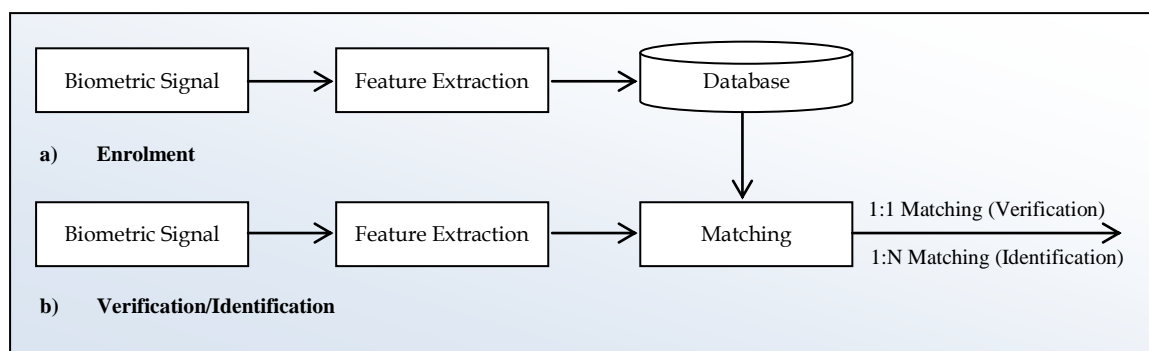 Biometric Signal
Feature Extraction
Database
a) Enrolment
Biometric Signal
Feature Extraction
Matching
1:1 Matching (Verification)
1:N Matching (Identification)
b) Verification/Identification